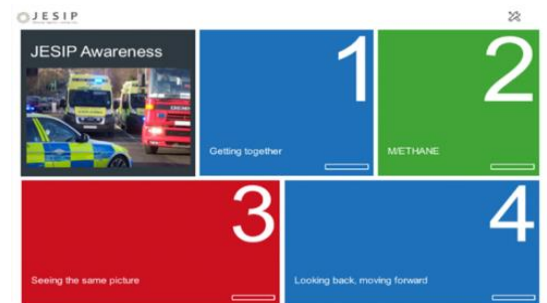 JESIP
JESIP Awareness
1
Getting together
2
M/ETHANE
3
Seeing the same picture
4
Looking back, moving forward